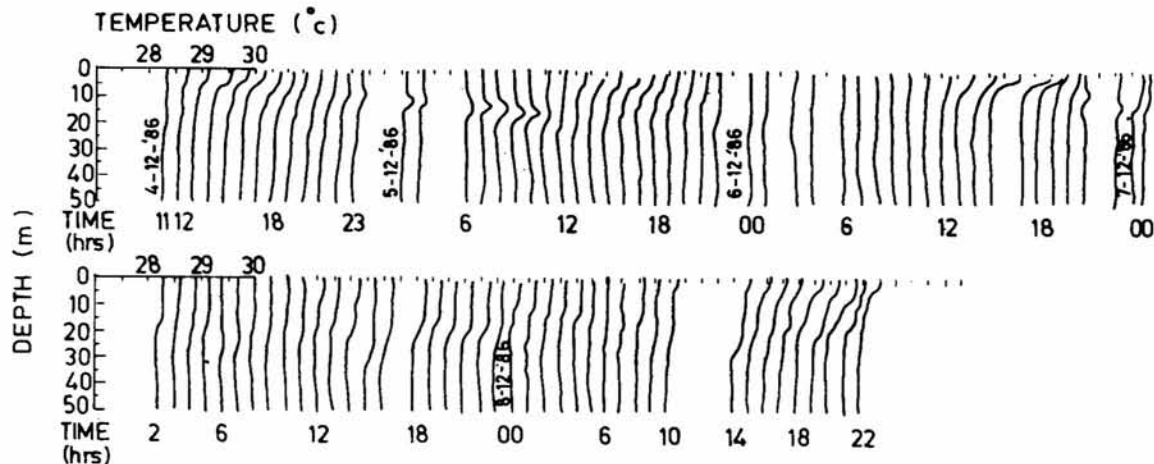 TEMPERATURE (°c)
28 29 30
0
10
20
30
40
50
4-12-'86
5-12-'86
6-12-'86
7-12-'86
TIME 11 12 18 23 6 12 18 00 6 12 18 00
(hrs)
DEPTH (m)
28 29 30
0
10
20
30
40
50
8-12-'86
TIME 2 6 12 18 00 6 10 14 18 22
(hrs)